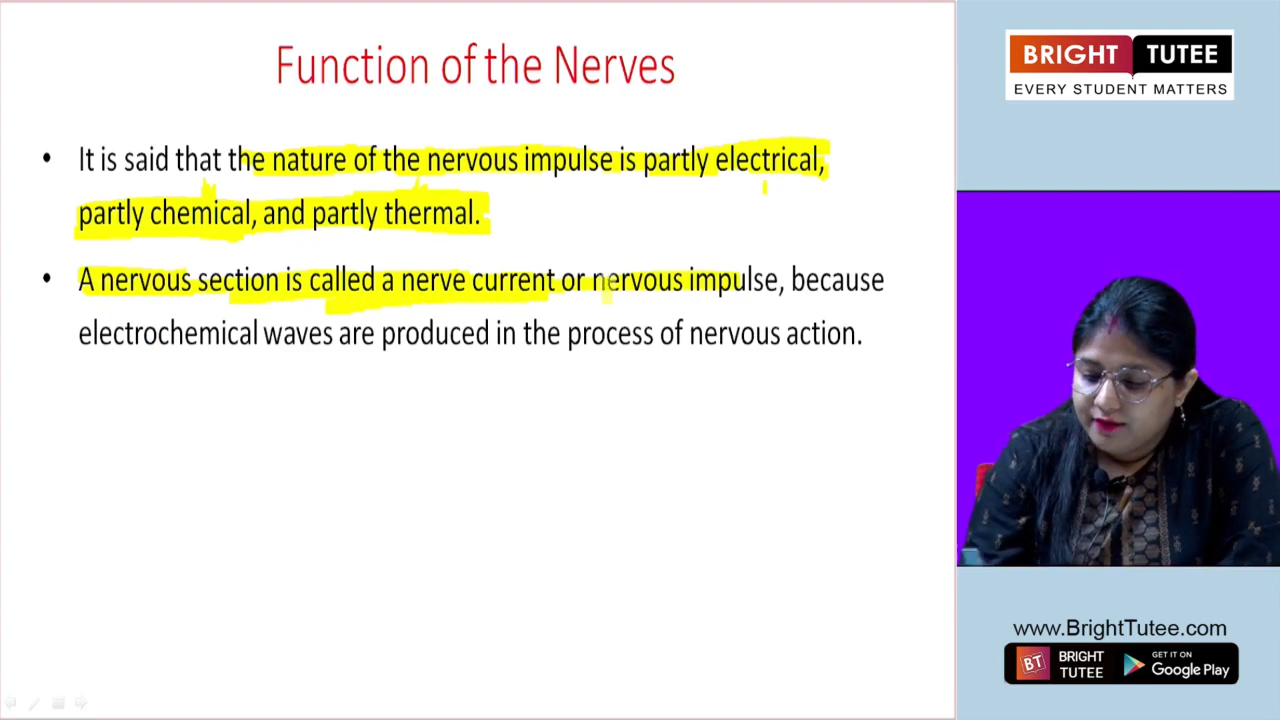 Function of the Nerves
• It is said that the nature of the nervous impulse is partly electrical,
partly chemical, and partly thermal.
• A nervous section is called a nerve current or nervous impulse, because
electrochemical waves are produced in the process of nervous action.
BRIGHT TUTEE
EVERY STUDENT MATTERS
www.BrightTutee.com
BT BRIGHT TUTEE
GET IT ON
Google Play